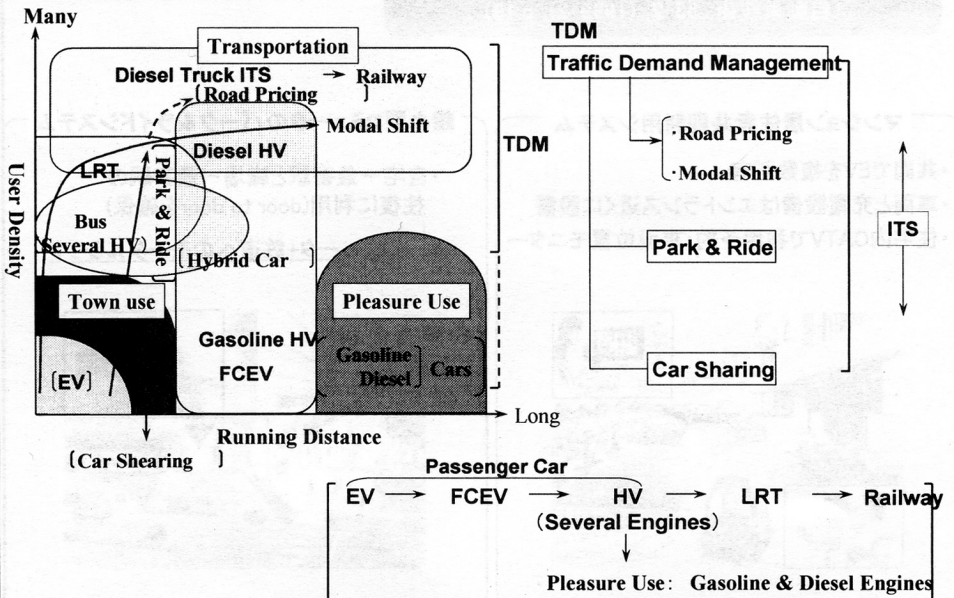 Many
Transportation
Diesel Truck ITS
Railway
(Road Pricing
)
Modal Shift
Diesel HV
LRT
Park & Ride
Bus
Several HV)
(Hybrid Car
User Density
Town use
Pleasure Use
Gasoline HV
FCEV
Gasoline
Diesel
Cars
(EV)
Long
Running Distance
(Car Shearing )
TDM
TDM
Traffic Demand Management
·Road Pricing
·Modal Shift
Park & Ride
Car Sharing
ITS
Passenger Car
EV
FCEV
HV
LRT
Railway
(Several Engines)
Pleasure Use: Gasoline & Diesel Engines